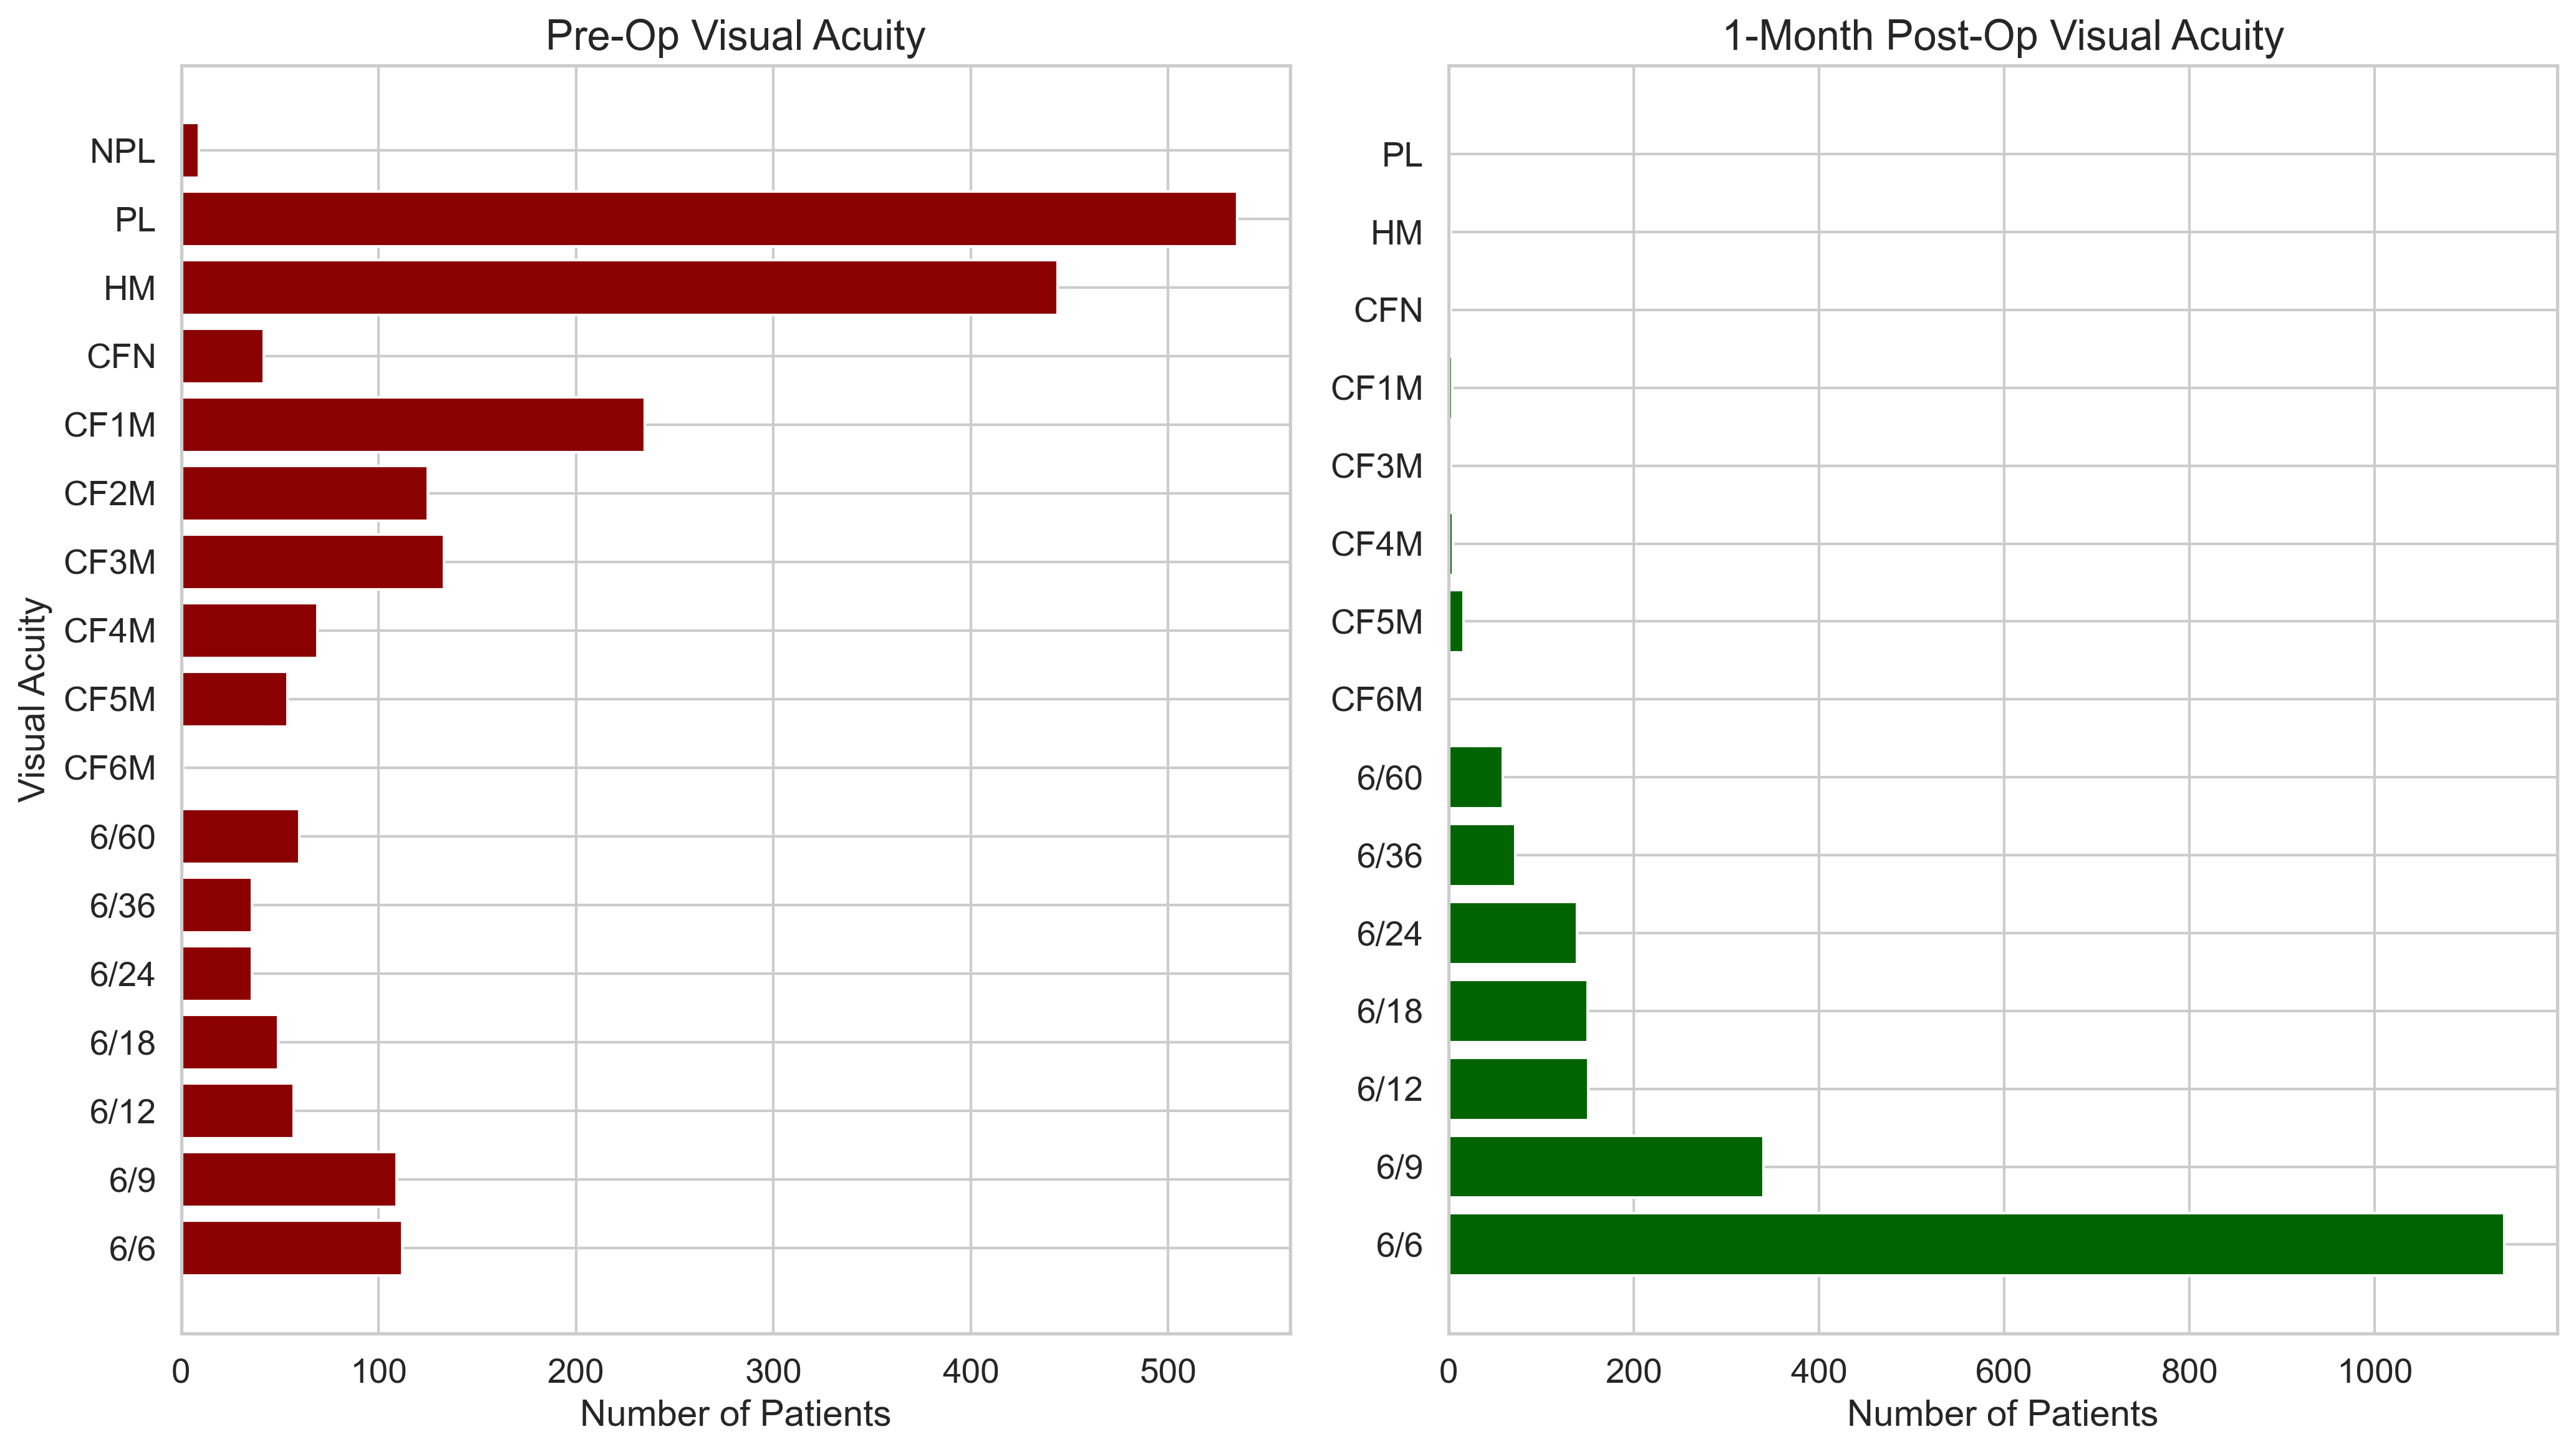 Pre-Op Visual Acuity
Visual Acuity
NPL
PL
HM
CFN
CF1M
CF2M
CF3M
CF4M
CF5M
CF6M
6/60
6/36
6/24
6/18
6/12
6/9
6/6
0 100 200 300 400 500
Number of Patients
1-Month Post-Op Visual Acuity
PL
HM
CFN
CF1M
CF3M
CF4M
CF5M
CF6M
6/60
6/36
6/24
6/18
6/12
6/9
6/6
0 200 400 600 800 1000
Number of Patients